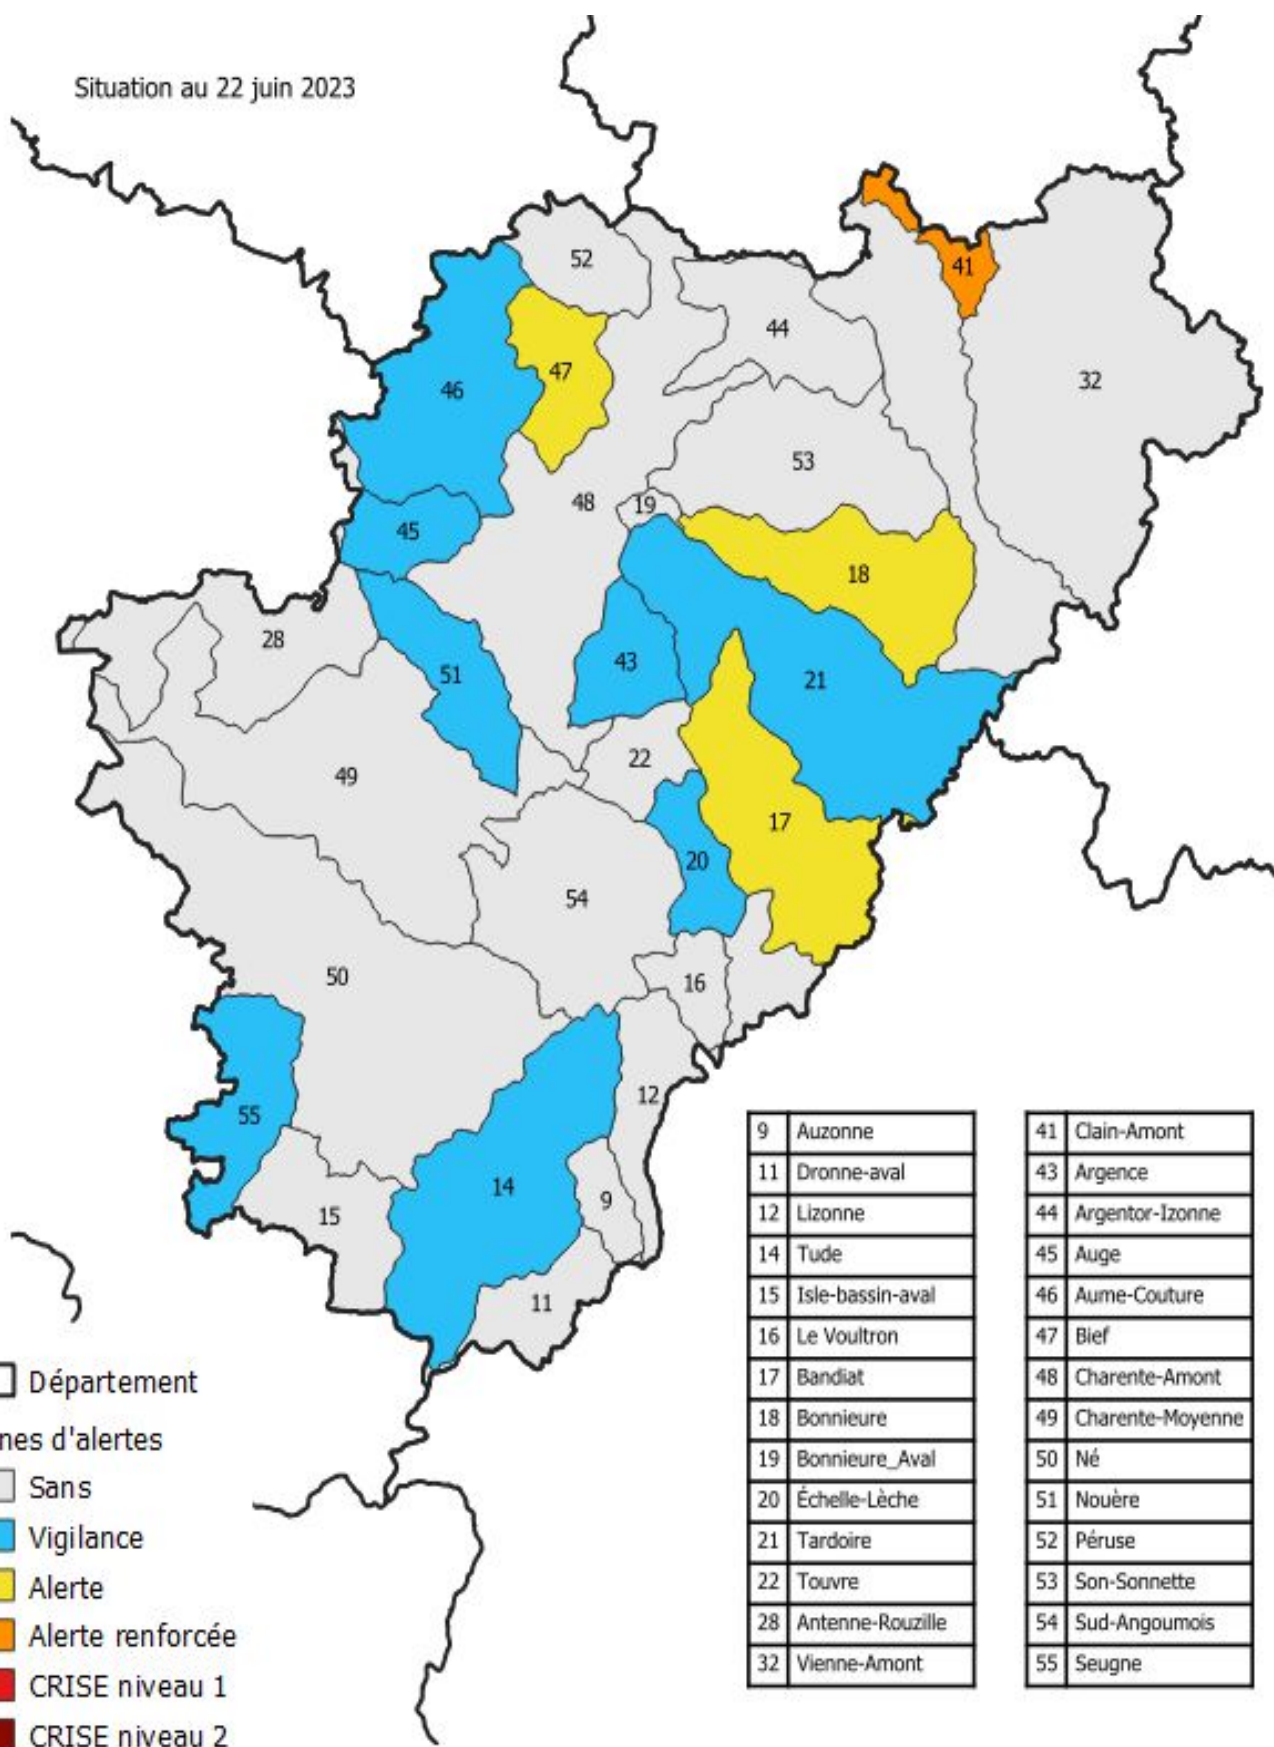 Situation au 22 juin 2023
52
41
44
47
32
46
53
48
19
45
18
28
43
51
21
22
49
17
20
54
50
16
12
55
14
9
15
11
9 Auzonne
11 Dronne-aval
12 Lizonne
14 Tude
15 Isle-bassin-aval
16 Le Voultron
17 Bandiat
18 Bonnieure
19 Bonnieure_Aval
20 Échelle-Lèche
21 Tardoire
22 Touvre
28 Antenne-Rouzille
32 Vienne-Amont
41 Clain-Amont
43 Argence
44 Argentor-Izonne
45 Auge
46 Aume-Couture
47 Bief
48 Charente-Amont
49 Charente-Moyenne
50 Né
51 Nouère
52 Péruse
53 Son-Sonnette
54 Sud-Angoumois
55 Seugne
Département
nes d'alertes
Sans
Vigilance
Alerte
Alerte renforcée
CRISE niveau 1
CRISE niveau 2